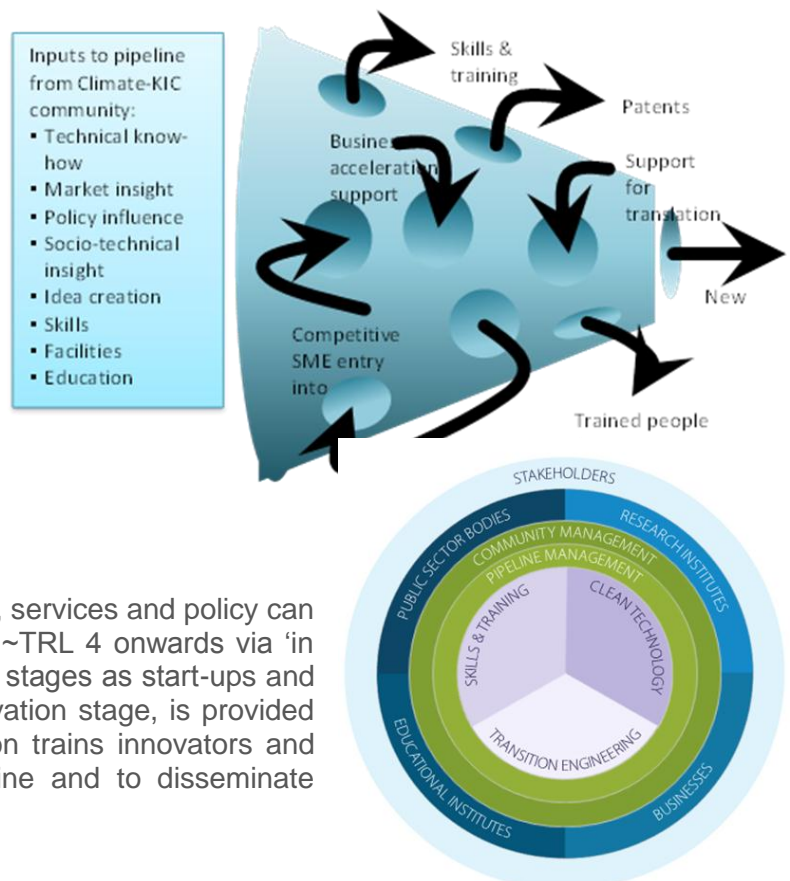 Inputs to pipeline
from Climate-KIC
community:
▪ Technical know-
how
▪ Market insight
▪ Policy influence
▪ Socio-technical
insight
▪ Idea creation
▪ Skills
▪ Facilities
▪ Education
Skills &
training
Patents
Busines
acceleration
support
Support
for
translation
New
Competitive
SME entry
into
Trained people
STAKEHOLDERS
PUBLIC SECTOR BODIES
RESEARCH INSTITUTES
COMMUNITY MANAGEMENT
PIPELINE MANAGEMENT
SKILLS & TRAINING
CLEAN TECHNOLOGY
TRANSITION ENGINEERING
EDUCATIONAL INSTITUTES
BUSINESSES
, services and policy can
~TRL 4 onwards via ‘in
stages as start-ups and
vation stage, is provided
on trains innovators and
ine and to disseminate